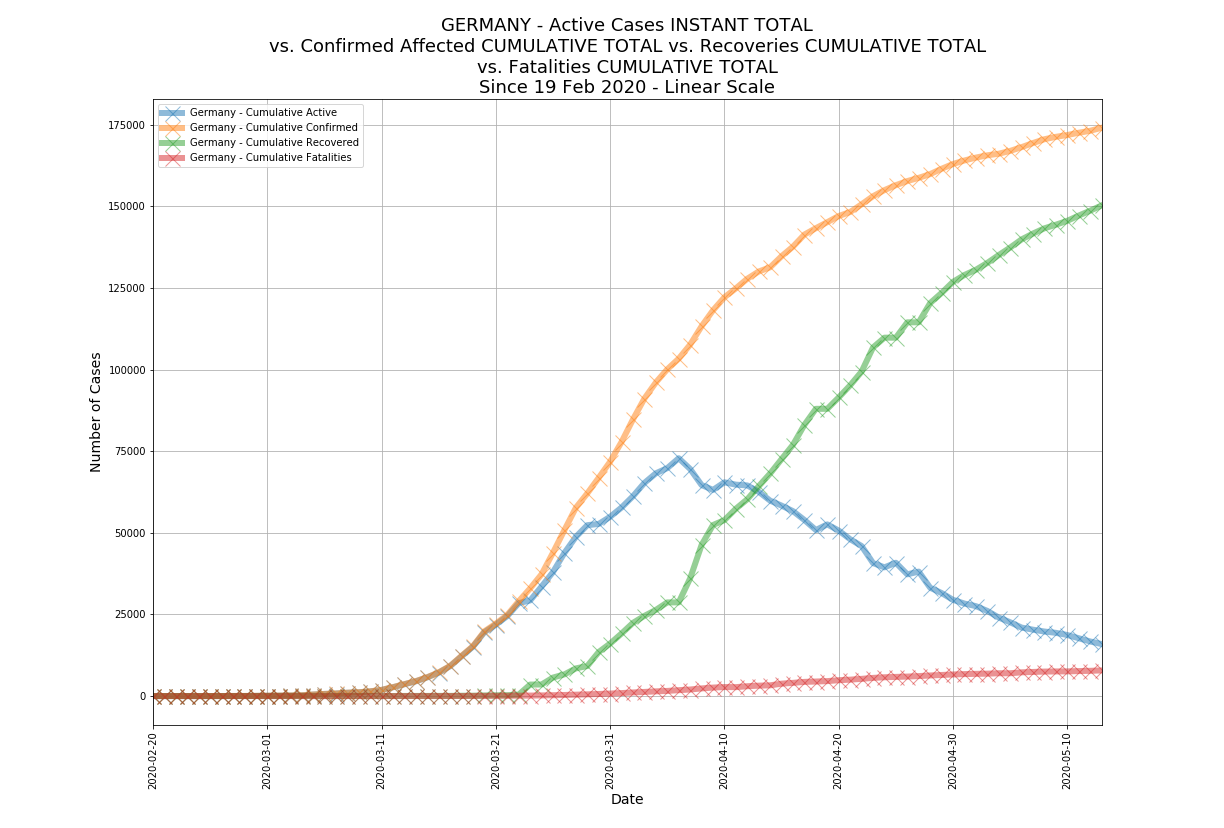 GERMANY - Active Cases INSTANT TOTAL
vs. Confirmed Affected CUMULATIVE TOTAL vs. Recoveries CUMULATIVE TOTAL
vs. Fatalities CUMULATIVE TOTAL
Since 19 Feb 2020 - Linear Scale
Germany - Cumulative Active
Germany - Cumulative Confirmed
Germany - Cumulative Recovered
Germany - Cumulative Fatalities
175000
150000
125000
100000
75000
50000
25000
0
Number of Cases
2020-02-20
2020-03-01
2020-03-11
2020-03-21
2020-03-31
2020-04-10
2020-04-20
2020-04-30
2020-05-10
Date